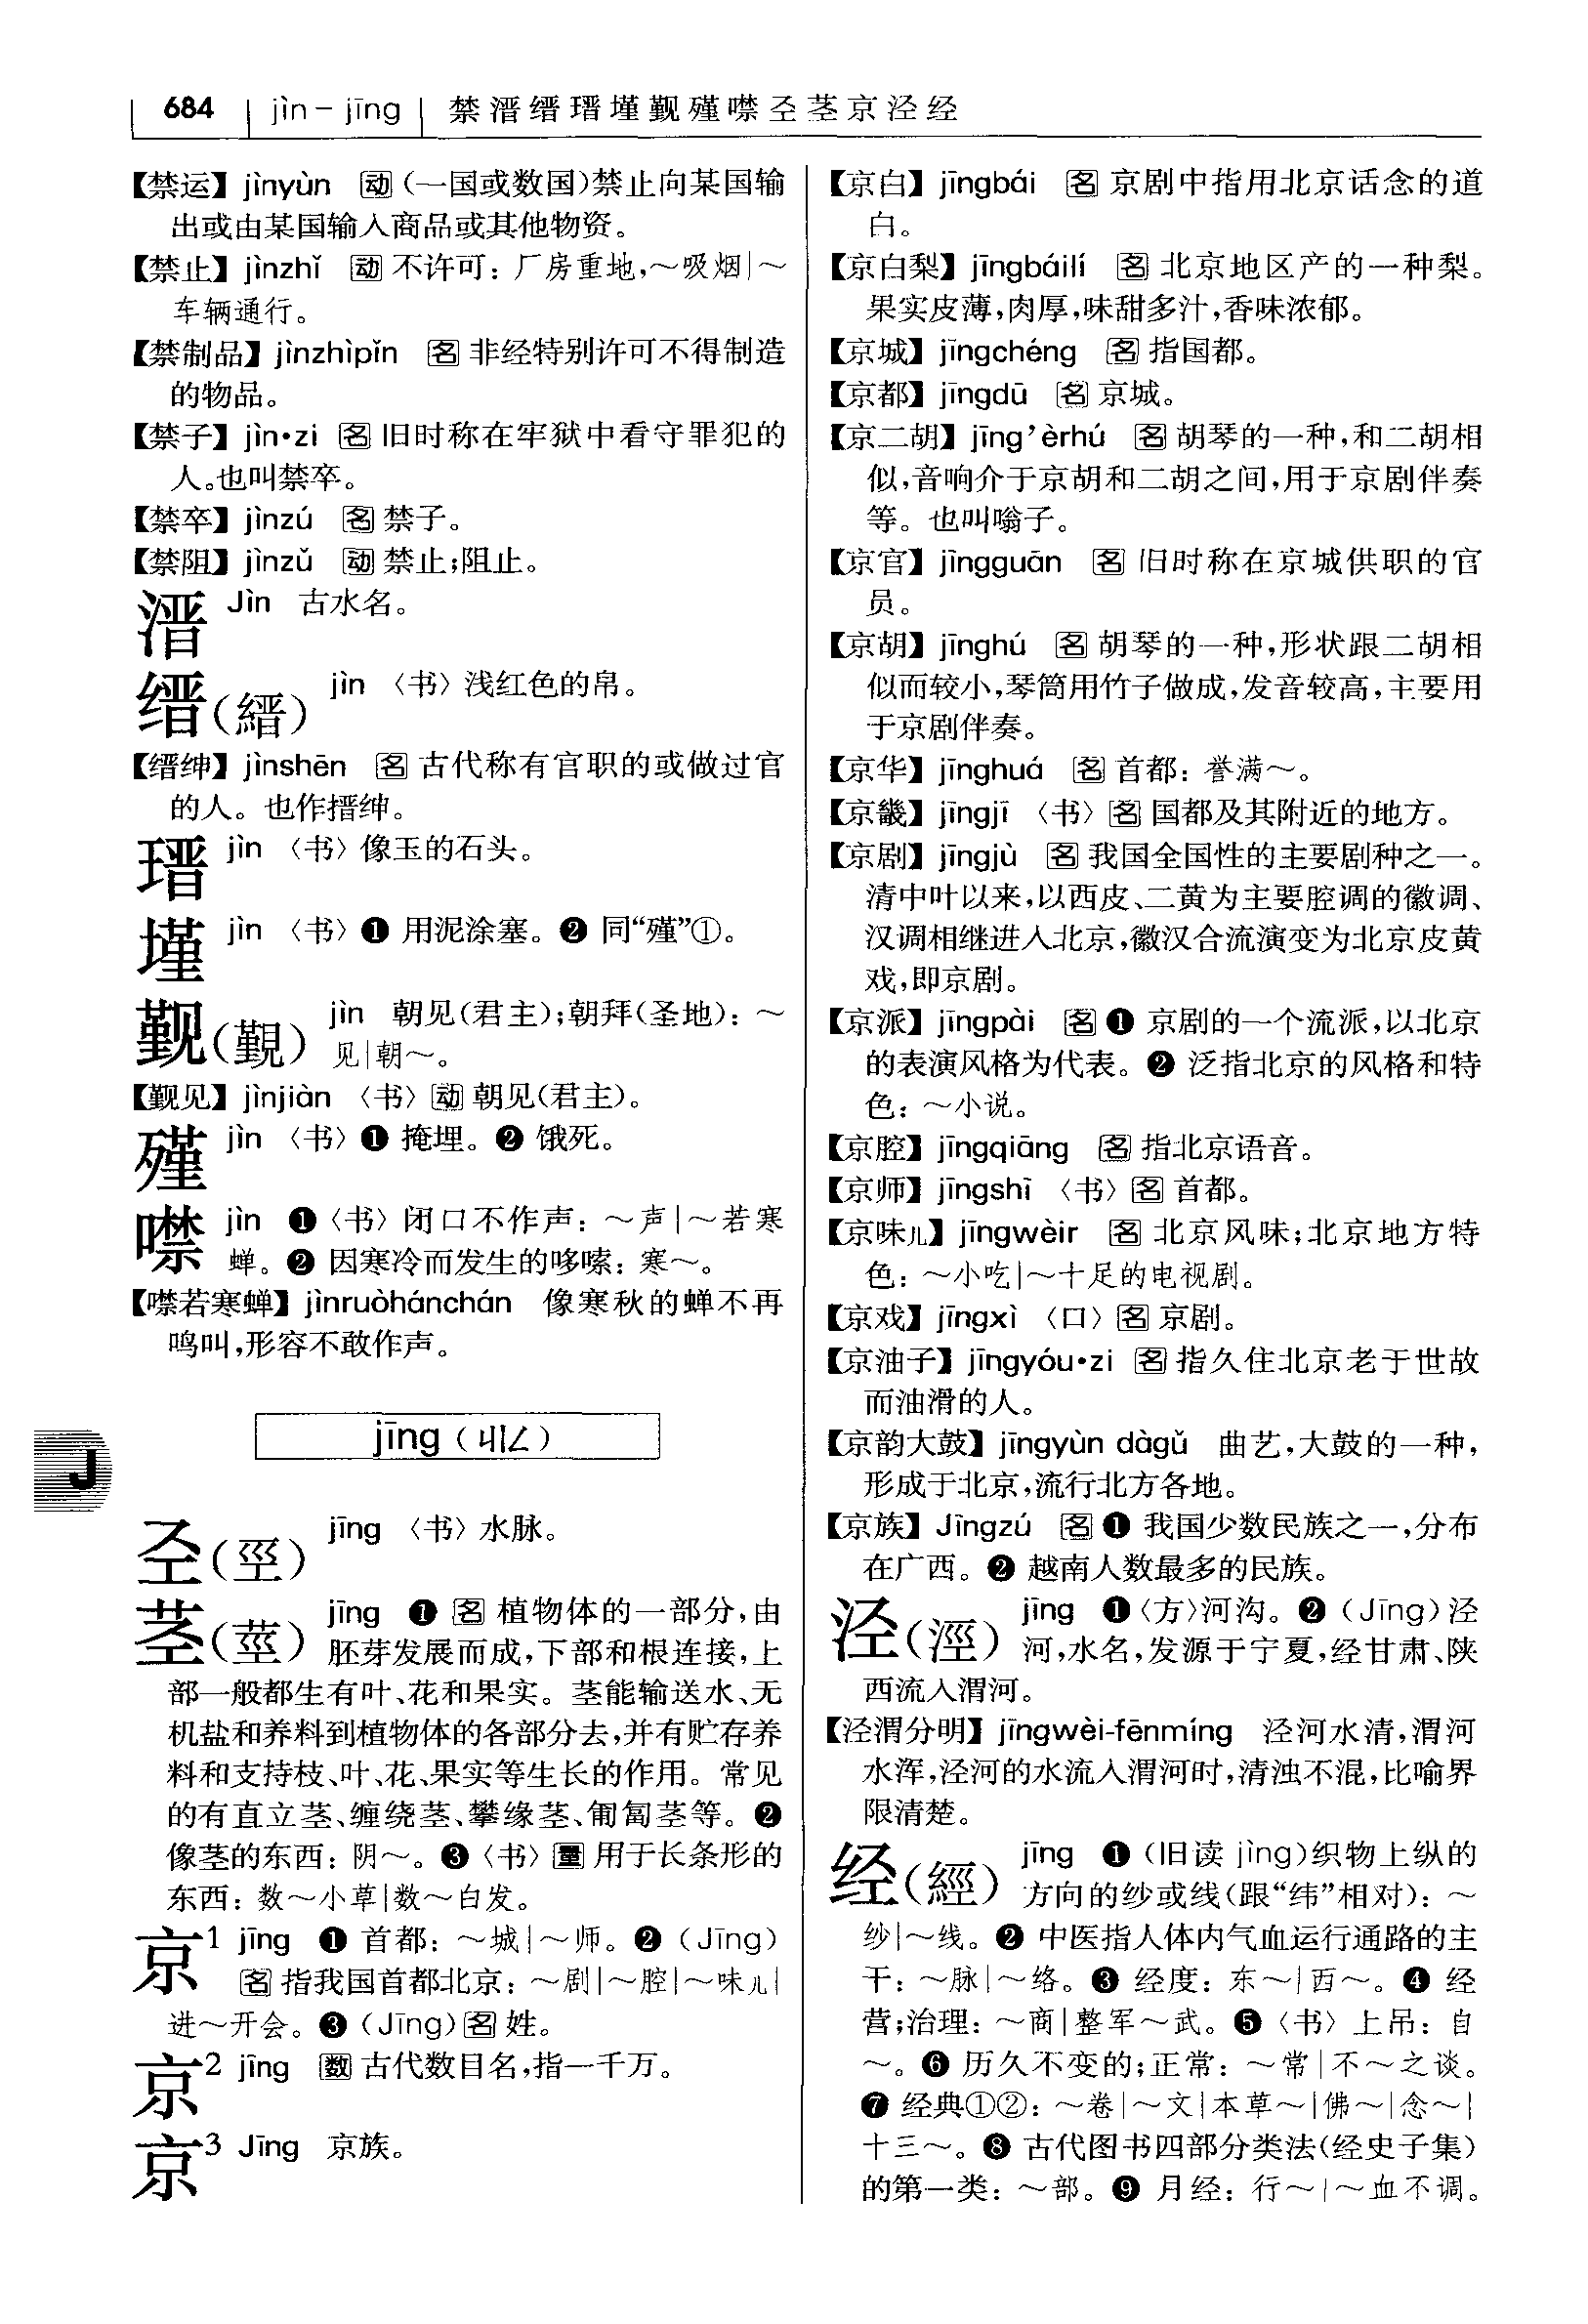 684 jìn－jīng 禁溍缙瑨墐觐殣噤坙茎京泾经
【禁运】jìnyùn 动（一国或数国）禁止向某国输
出或由某国输入商品或其他物资。
【禁止】jìnzhǐ 动 不许可：厂房重地，～吸烟｜～
车辆通行。
【禁制品】jìnzhìpǐn 名 非经特别许可不得制造
的物品。
【禁子】jìn•zi 名 旧时称在牢狱中看守罪犯的
人。也叫禁卒。
【禁卒】jìnzú 名 禁子。
【禁阻】jìnzǔ 动 禁止；阻止。
溍 Jìn 古水名。
缙（縉） jìn 〈书〉浅红色的帛。
【缙绅】jìnshēn 名 古代称有官职的或做过官
的人。也作搢绅。
瑨 jìn 〈书〉像玉的石头。
墐 jìn 〈书〉❶ 用泥涂塞。❷ 同“殣”①。
觐（覲） jìn 朝见（君主）；朝拜（圣地）：～
见｜朝～。
【觐见】jìnjiàn 〈书〉动 朝见（君主）。
殣 jìn 〈书〉❶ 掩埋。❷ 饿死。
噤 jìn ❶〈书〉闭口不作声：～声｜～若寒
蝉。❷ 因寒冷而发生的哆嗦：寒～。
【噤若寒蝉】jìnruòhánchán 像寒秋的蝉不再
鸣叫，形容不敢作声。
jīng（ㄐㄧㄥ）
J
坙（巠） jīng 〈书〉水脉。
茎（莖） jīng ❶ 名 植物体的一部分，由
胚芽发展而成，下部和根连接，上
部一般都生有叶、花和果实。茎能输送水、无
机盐和养料到植物体的各部分去，并有贮存养
料和支持枝、叶、花、果实等生长的作用。常见
的有直立茎、缠绕茎、攀缘茎、匍匐茎等。❷
像茎的东西：阴～。❸〈书〉量 用于长条形的
东西：数～小草｜数～白发。
京1 jīng ❶ 首都：～城｜～师。❷（Jīng）
名 指我国首都北京：～剧｜～腔｜～味儿｜
进～开会。❸（Jīng）名 姓。
京2 jīng 数 古代数目名，指一千万。
京3 Jīng 京族。
【京白】jīngbái 名 京剧中指用北京话念的道
白。
【京白梨】jīngbáilí 名 北京地区产的一种梨。
果实皮薄，肉厚，味甜多汁，香味浓郁。
【京城】jīngchéng 名 指国都。
【京都】jīngdū 名 京城。
【京二胡】jīng’èrhú 名 胡琴的一种，和二胡相
似，音响介于京胡和二胡之间，用于京剧伴奏
等。也叫嗡子。
【京官】jīngguān 名 旧时称在京城供职的官
员。
【京胡】jīnghú 名 胡琴的一种，形状跟二胡相
似而较小，琴筒用竹子做成，发音较高，主要用
于京剧伴奏。
【京华】jīnghuá 名 首都：誉满～。
【京畿】jīngjī 〈书〉名 国都及其附近的地方。
【京剧】jīngjù 名 我国全国性的主要剧种之一。
清中叶以来，以西皮、二黄为主要腔调的徽调、
汉调相继进入北京，徽汉合流演变为北京皮黄
戏，即京剧。
【京派】jīngpài 名 ❶ 京剧的一个流派，以北京
的表演风格为代表。❷ 泛指北京的风格和特
色：～小说。
【京腔】jīngqiāng 名 指北京语音。
【京师】jīngshī 〈书〉名 首都。
【京味儿】jīngwèir 名 北京风味；北京地方特
色：～小吃｜～十足的电视剧。
【京戏】jīngxì 〈口〉名 京剧。
【京油子】jīngyóu•zi 名 指久住北京老于世故
而油滑的人。
【京韵大鼓】jīngyùn dàgǔ 曲艺，大鼓的一种，
形成于北京，流行北方各地。
【京族】Jīngzú 名 ❶ 我国少数民族之一，分布
在广西。❷ 越南人数最多的民族。
泾（涇） jīng ❶〈方〉河沟。❷（Jīng）泾
河，水名，发源于宁夏，经甘肃、陕
西流入渭河。
【泾渭分明】jīngwèi-fēnmíng 泾河水清，渭河
水浑，泾河的水流入渭河时，清浊不混，比喻界
限清楚。
经（經） jīng ❶（旧读 jìng）织物上纵的
方向的纱或线（跟“纬”相对）：～
纱｜～线。❷ 中医指人体内气血运行通路的主
干：～脉｜～络。❸ 经度：东～｜西～。❹ 经
营；治理：～商｜整军～武。❺〈书〉上吊：自
～。❻ 历久不变的；正常：～常｜不～之谈。
❼ 经典①②：～卷｜～文｜本草～｜佛～｜念～｜
十三～。❽ 古代图书四部分类法（经史子集）
的第一类：～部。❾ 月经：行～｜～血不调。